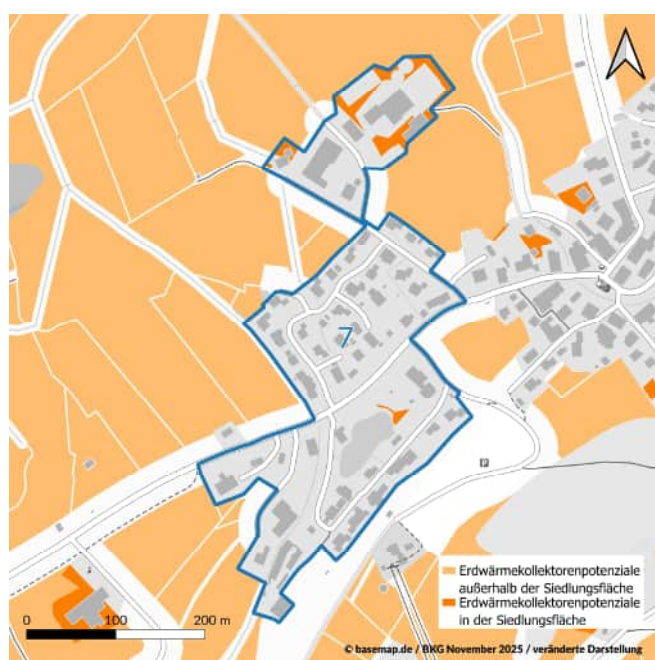 7
P
Erdwärmekollektorenpotenziale
außerhalb der Siedlungsfläche
Erdwärmekollektorenpotenziale
in der Siedlungsfläche
0 100 200 m
© basemap.de / BKG November 2025 / veränderte Darstellung